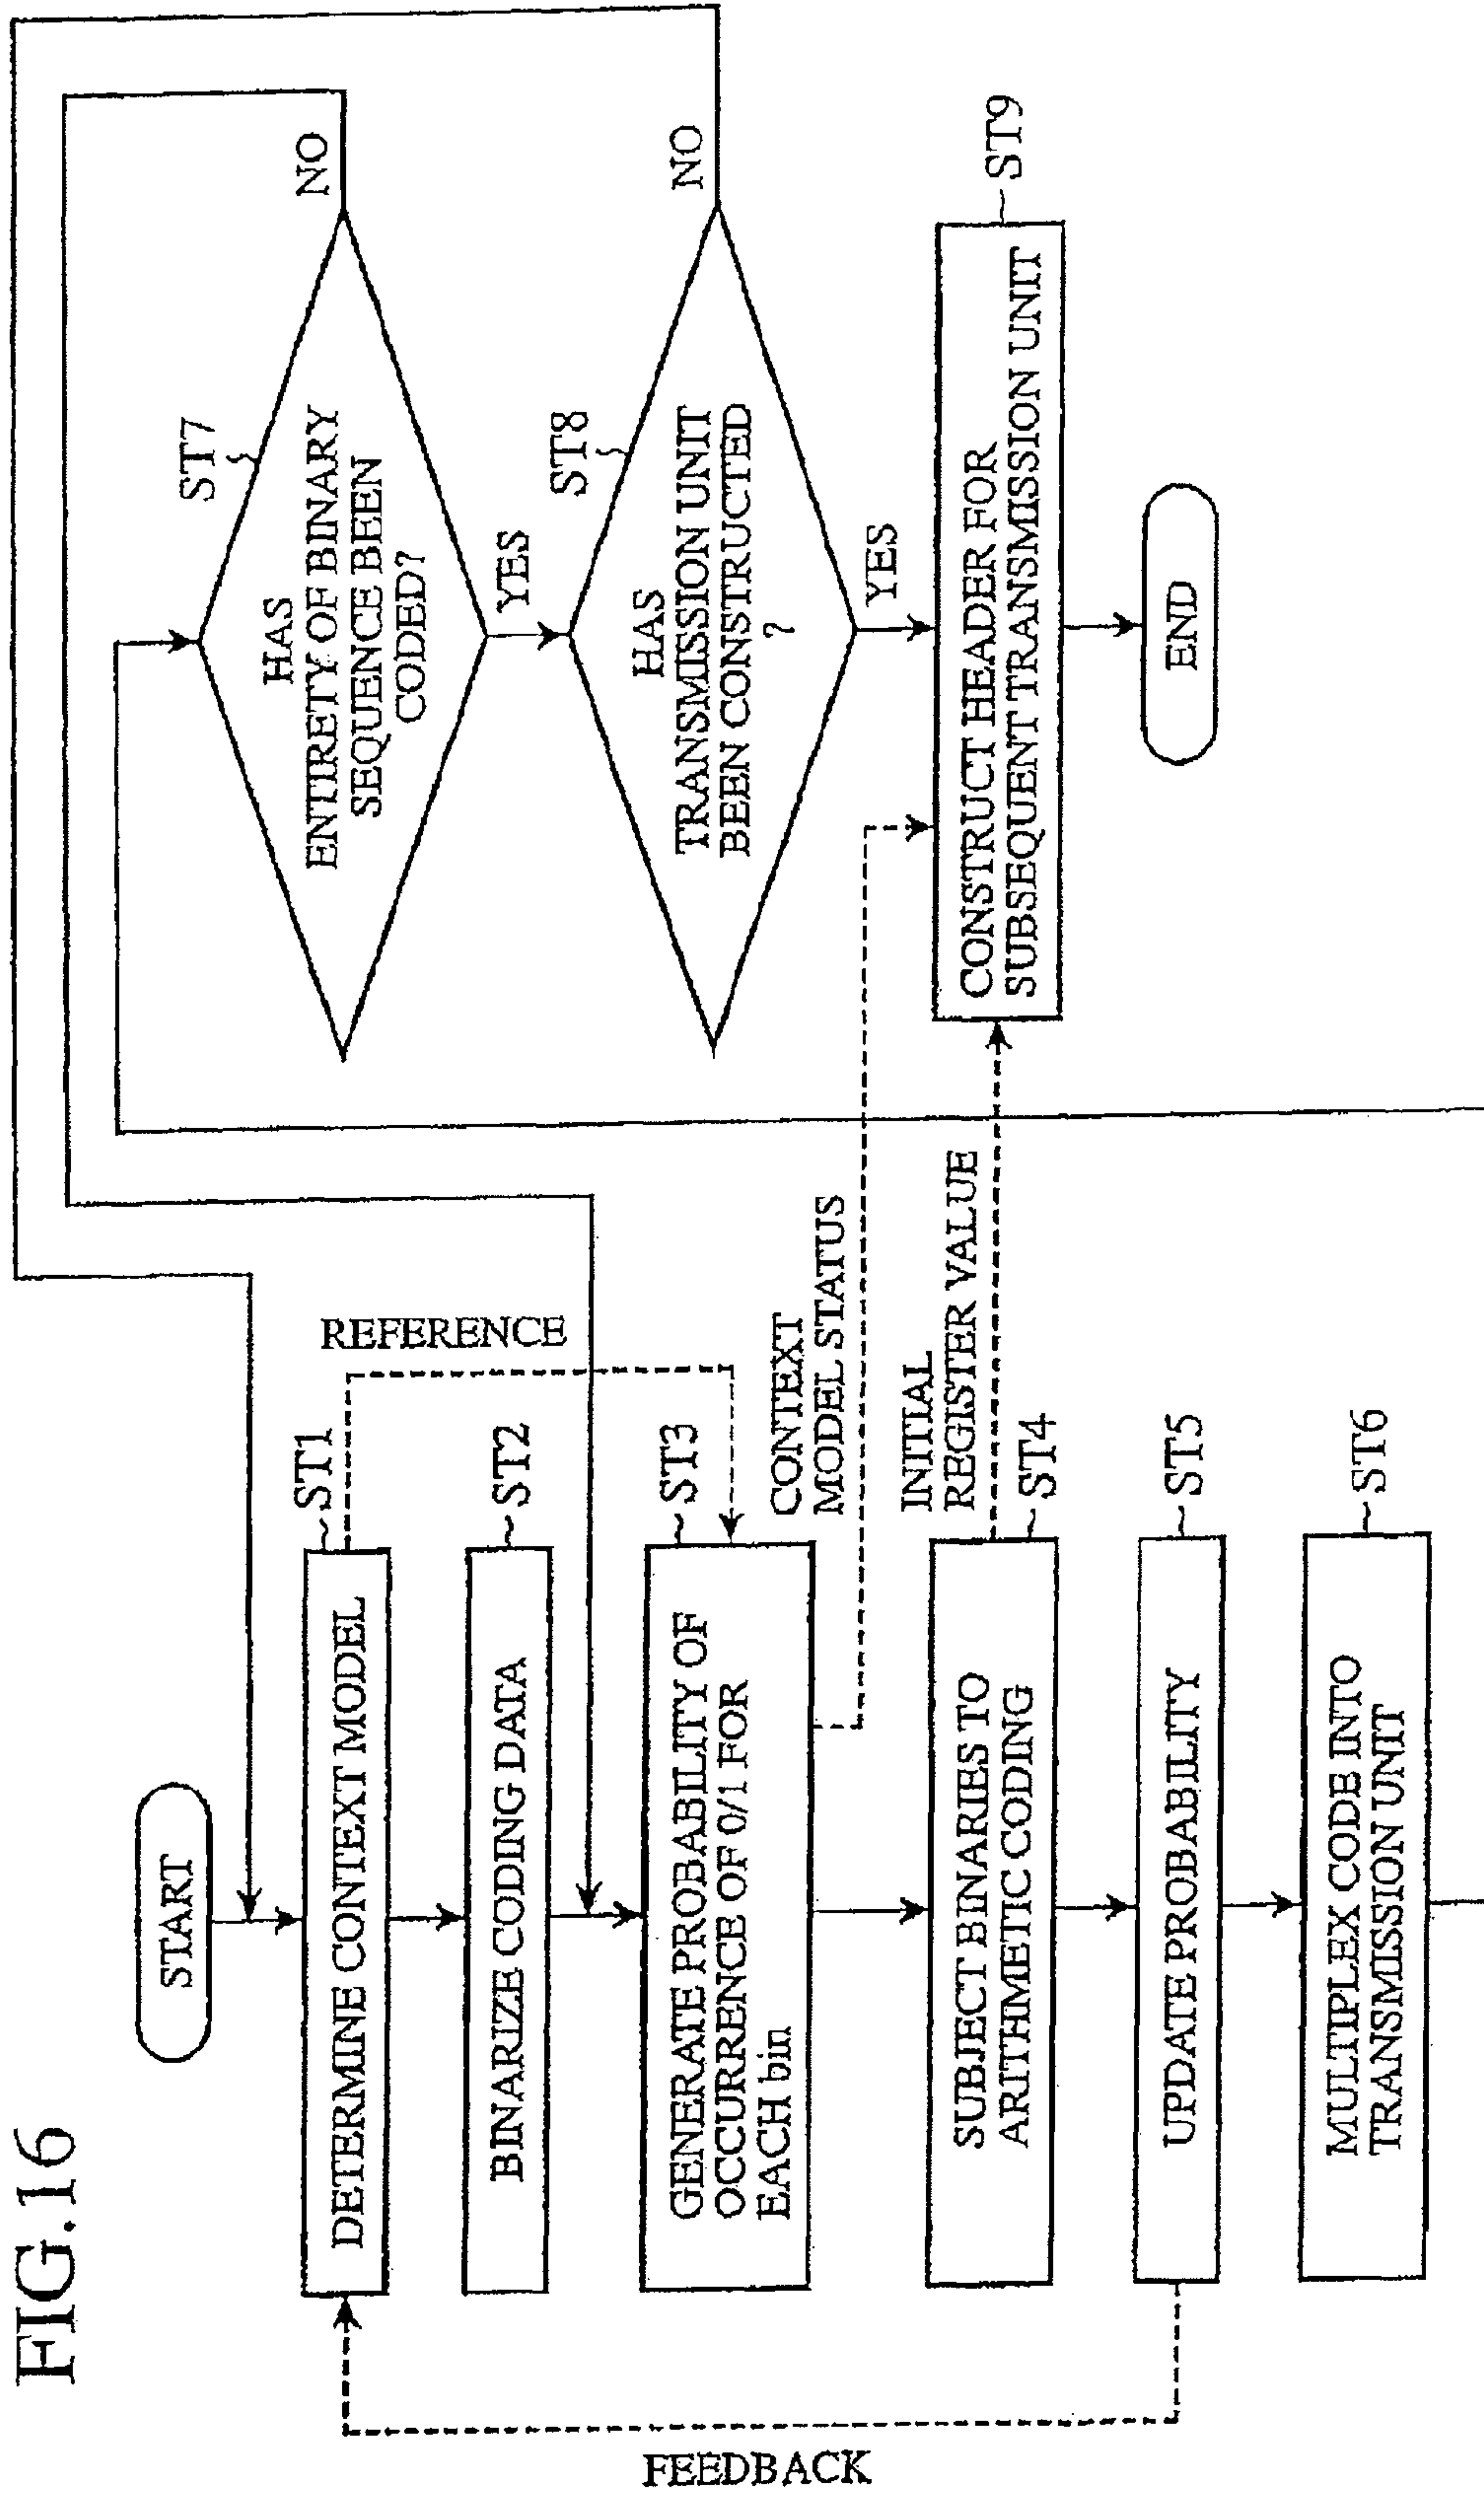 FIG.16
START
DETERMINE CONTEXT MODEL
ST1
REFERENCE
BINARIZE CODING DATA
ST2
GENERATE PROBABILITY OF
OCCURRENCE OF 0/1 FOR
EACH bin
ST3
CONTEXT
MODEL STATUS
INITIAL
REGISTER VALUE
SUBJECT BINARIES TO
ARITHMETIC CODING
ST4
UPDATE PROBABILITY
ST5
FEEDBACK
MULTIPLEX CODE INTO
TRANSMISSION UNIT
ST6
HAS
ENTIRETY OF BINARY
SEQUENCE BEEN
CODED?
ST7
NO
YES
HAS
TRANSMISSION UNIT
BEEN CONSTRUCTED
?
ST8
NO
YES
CONSTRUCT HEADER FOR
SUBSEQUENT TRANSMISSION UNIT
ST9
END